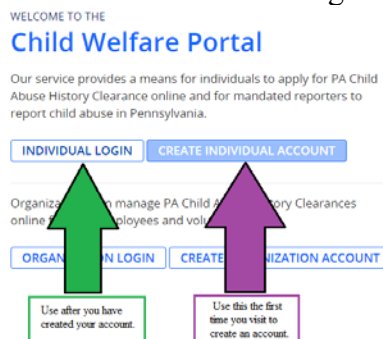 WELCOME TO THE
Child Welfare Portal
Our service provides a means for individuals to apply for PA Child
Abuse History Clearance online and for mandated reporters to
report child abuse in Pennsylvania.
INDIVIDUAL LOGIN CREATE INDIVIDUAL ACCOUNT
manage PA Child History Clearances
online
LOGIN CREATE ACCOUNT
Use after you have
created your account.
Use this the first
time you visit to
create an account.